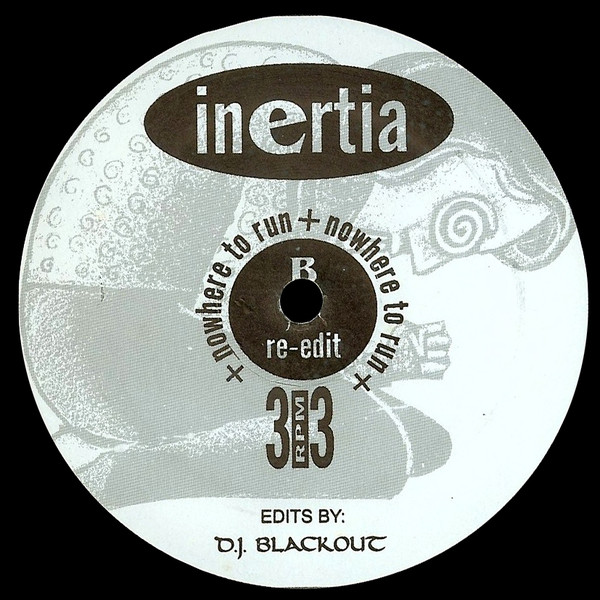 inertia
+ nowhere to run + nowhere to run +
B
re-edit
33 RPM
EDITS BY:
D.J. BLACKOUT